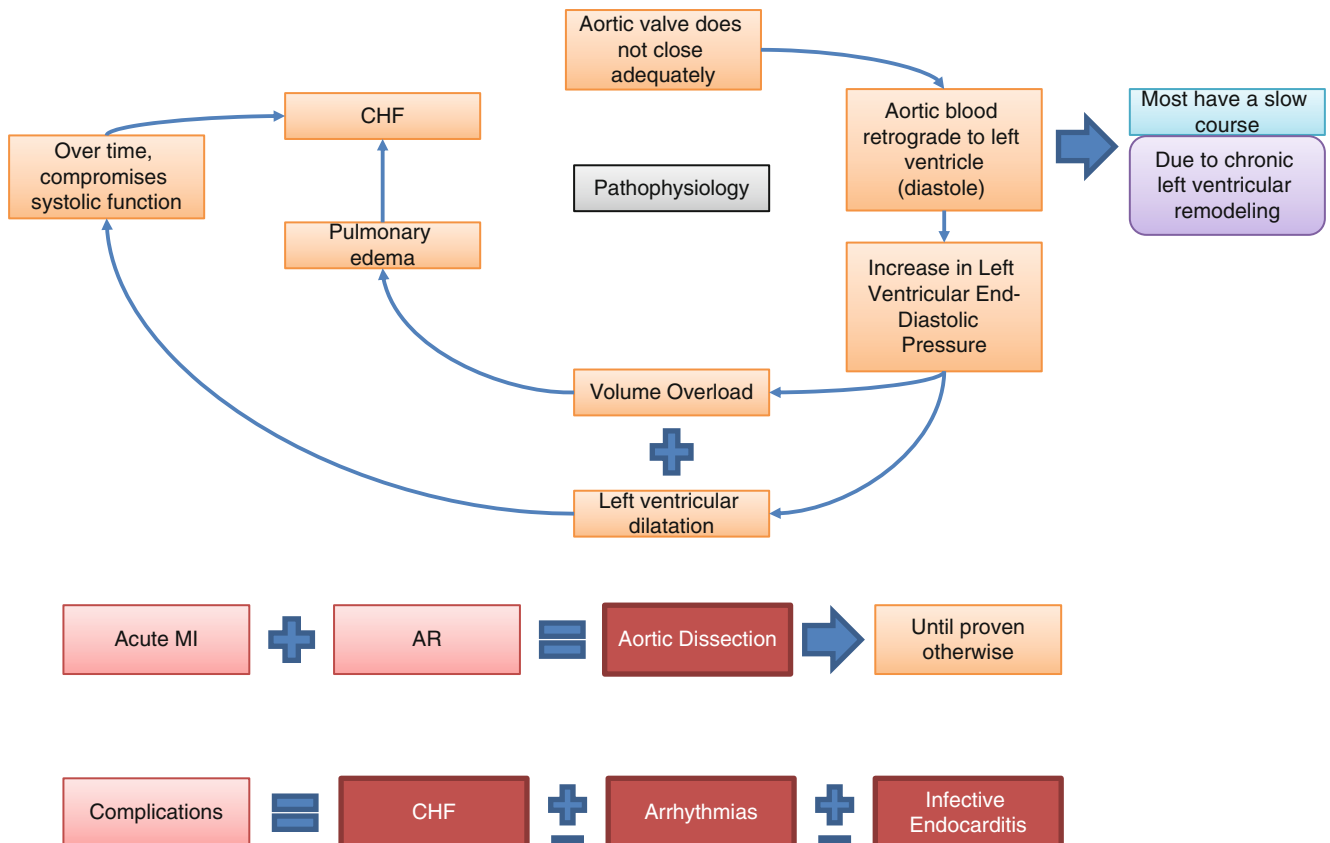 Aortic valve does
not close
adequately
Aortic blood
retrograde to left
ventricle
(diastole)
Most have a slow
course
Due to chronic
left ventricular
remodeling
CHF
Over time,
compromises
systolic function
Pathophysiology
Pulmonary
edema
Increase in Left
Ventricular End-
Diastolic
Pressure
Volume Overload
Left ventricular
dilatation
Acute MI
AR
Aortic Dissection
Until proven
otherwise
Complications
CHF
Arrhythmias
Infective
Endocarditis